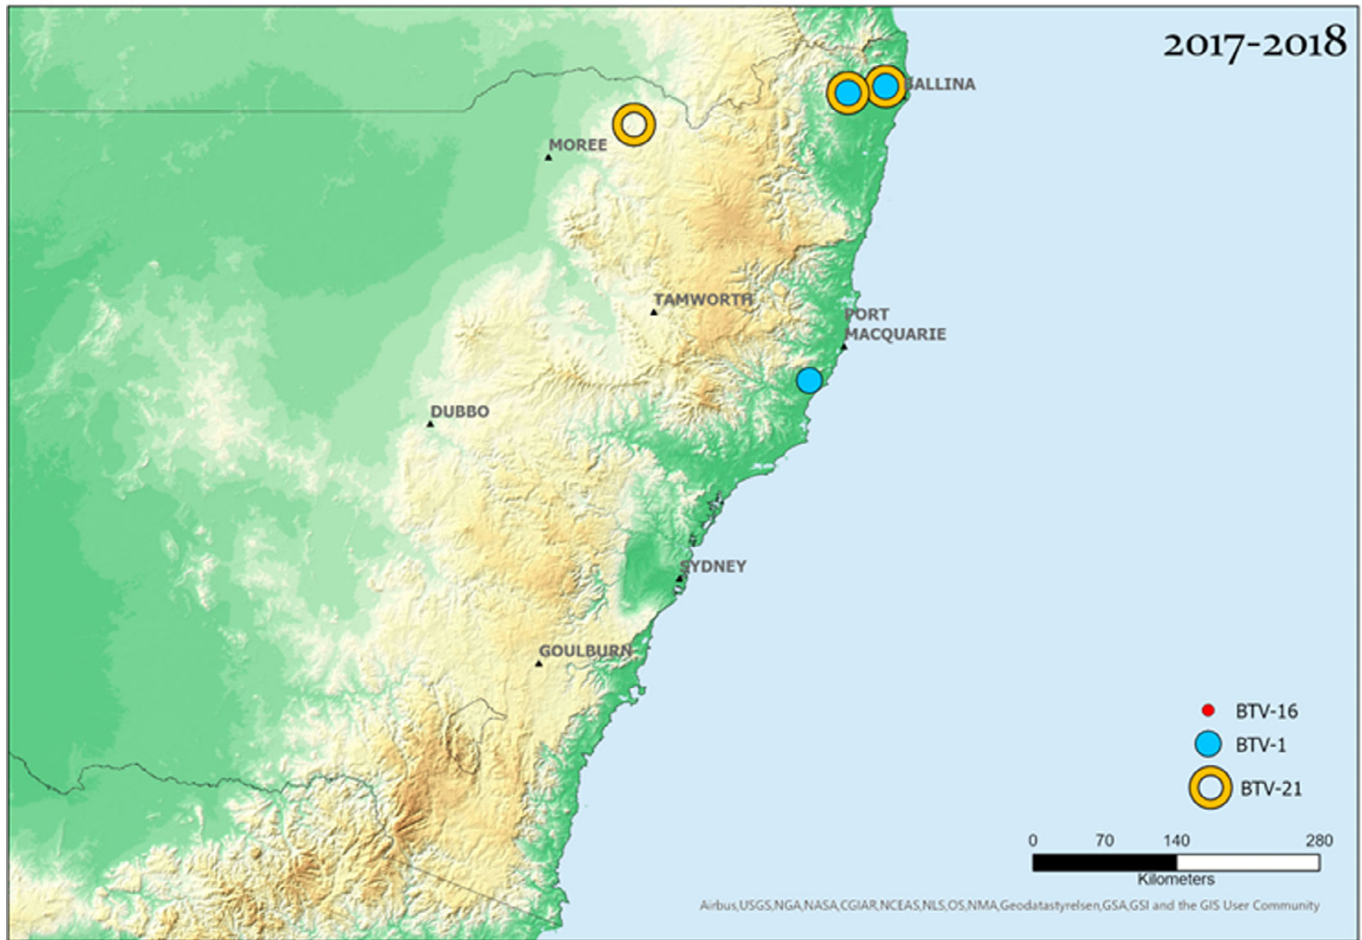 2017-2018
BALLINA
MOREE
TAMWORTH
PORT
MACQUARIE
DUBBO
SYDNEY
GOULBURN
BTV-16
BTV-1
BTV-21
0 70 140 280
Kilometers
Airbus,USGS,NGA,NASA,CGIAR,NCEAS,NLS,OS,NMA,Geodatastyrelsen,GSA,GSI and the GIS User Community